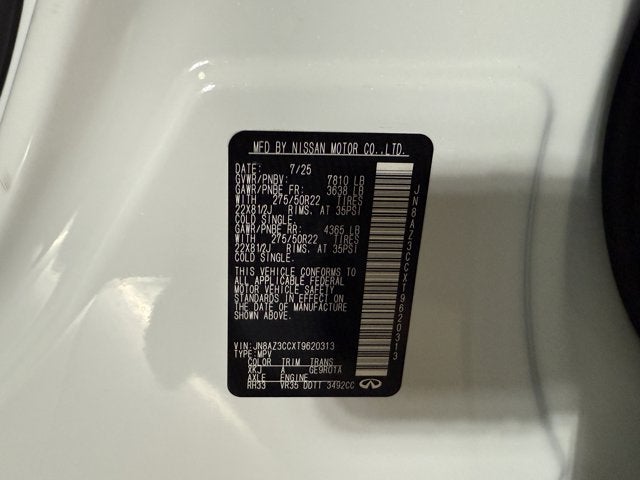 MFD BY NISSAN MOTOR CO.,LTD.
DATE: 7/25
GVWR/PNBV: 7810 LB
GAWR/PNBE FR: 3638 LB
WITH 275/50R22 TIRES
22X81/2J RIMS, AT 35PSI
COLD SINGLE.
GAWR/PNBE RR: 4365 LB
WITH 275/50R22 TIRES
22X81/2J RIMS, AT 35PSI
COLD SINGLE.
THIS VEHICLE CONFORMS TO
ALL APPLICABLE FEDERAL
MOTOR VEHICLE SAFETY
STANDARDS IN EFFECT ON
THE DATE OF MANUFACTURE
SHOWN ABOVE.
VIN:JN8AZ3CCXT9620313
TYPE:MPV
COLOR TRIM TRANS
XKJ A GE9R01X
AXLE ENGINE
RH33 VR35 DDTT 3492CC
JN8AZ3CCXT9620313